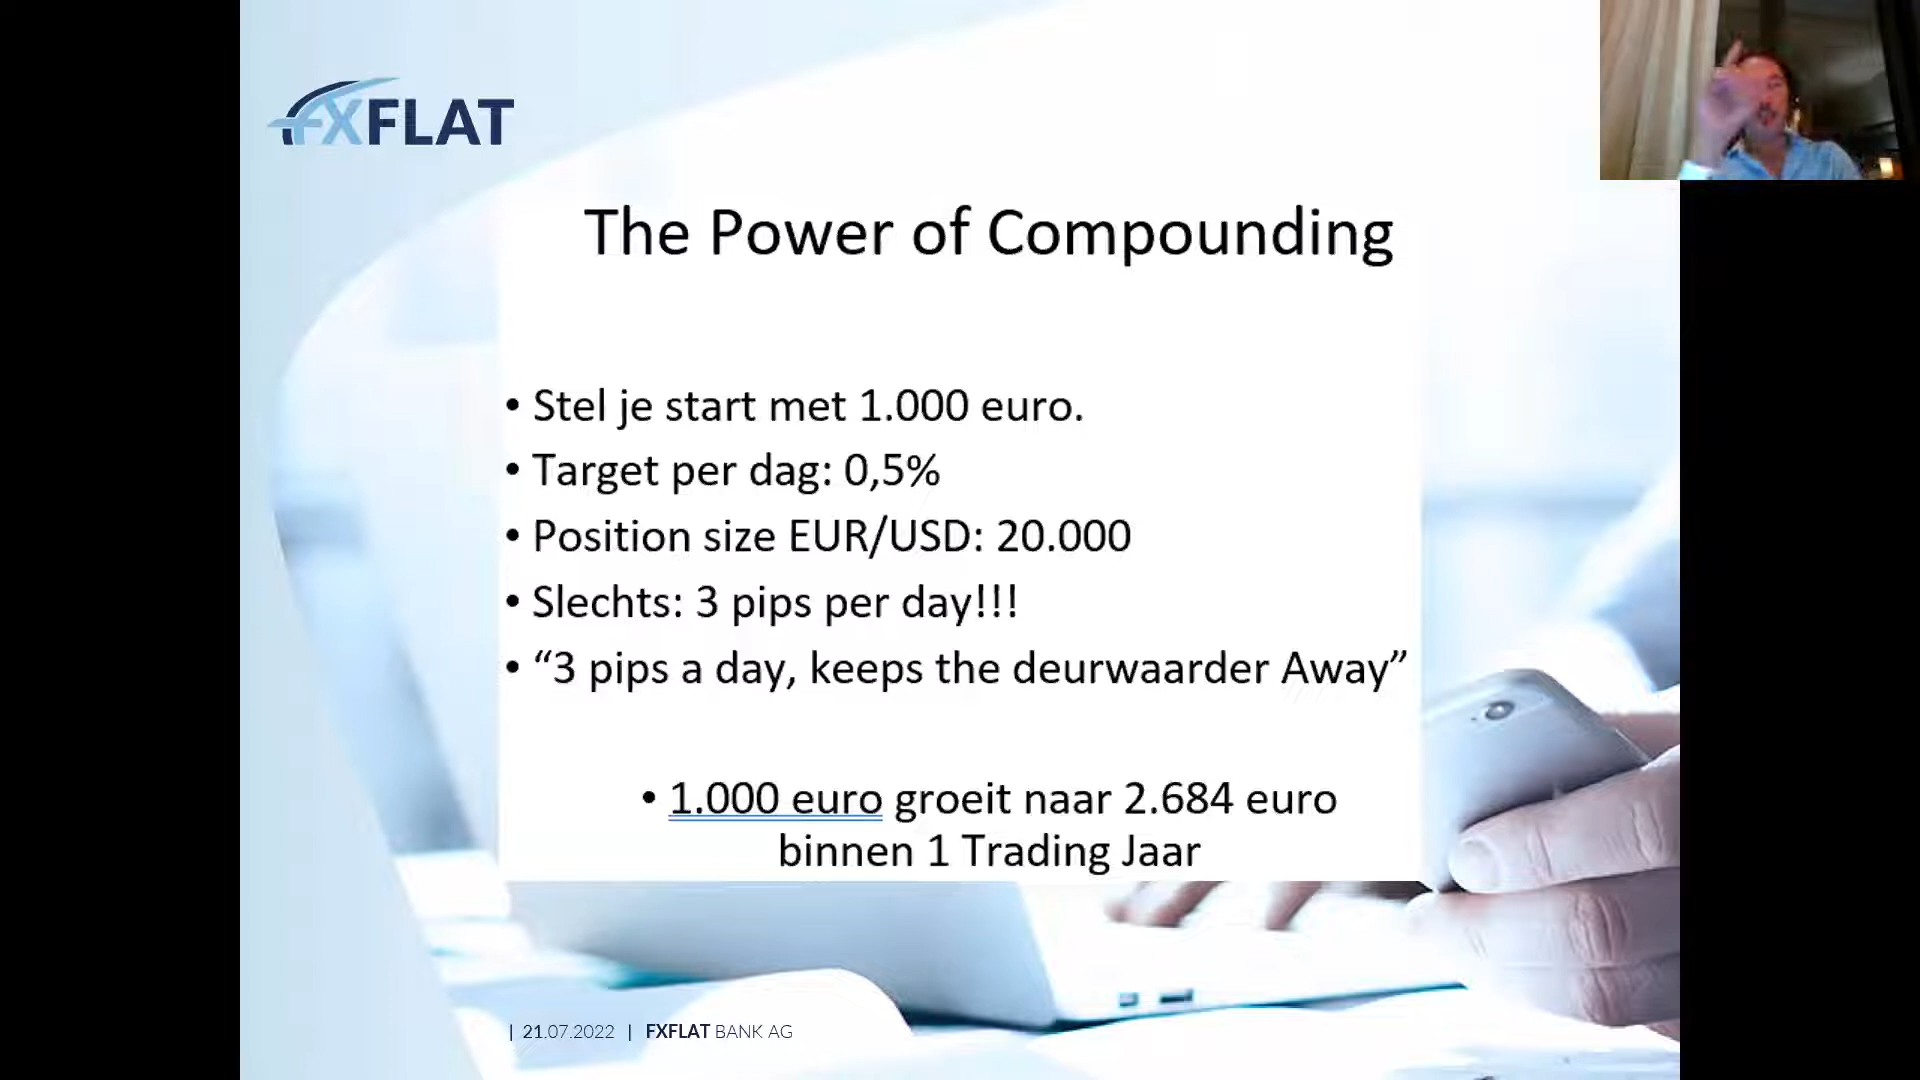 FXFLAT
The Power of Compounding
• Stel je start met 1.000 euro.
• Target per dag: 0,5%
• Position size EUR/USD: 20.000
• Slechts: 3 pips per day!!!
• “3 pips a day, keeps the deurwaarder Away”
• 1.000 euro groeit naar 2.684 euro
binnen 1 Trading Jaar
| 21.07.2022 | FXFLAT BANK AG